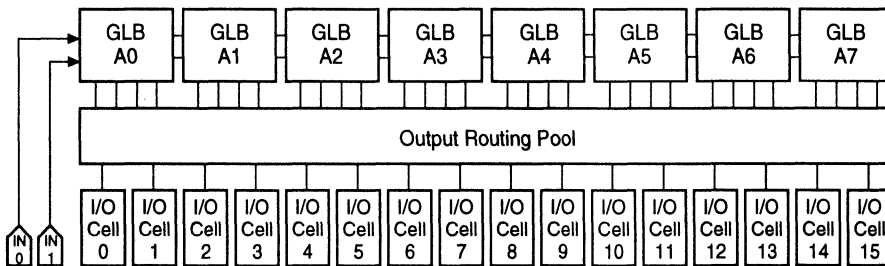 GLB A0
GLB A1
GLB A2
GLB A3
GLB A4
GLB A5
GLB A6
GLB A7
Output Routing Pool
I/O Cell 0
I/O Cell 1
I/O Cell 2
I/O Cell 3
I/O Cell 4
I/O Cell 5
I/O Cell 6
I/O Cell 7
I/O Cell 8
I/O Cell 9
I/O Cell 10
I/O Cell 11
I/O Cell 12
I/O Cell 13
I/O Cell 14
I/O Cell 15
IN 0
IN 1